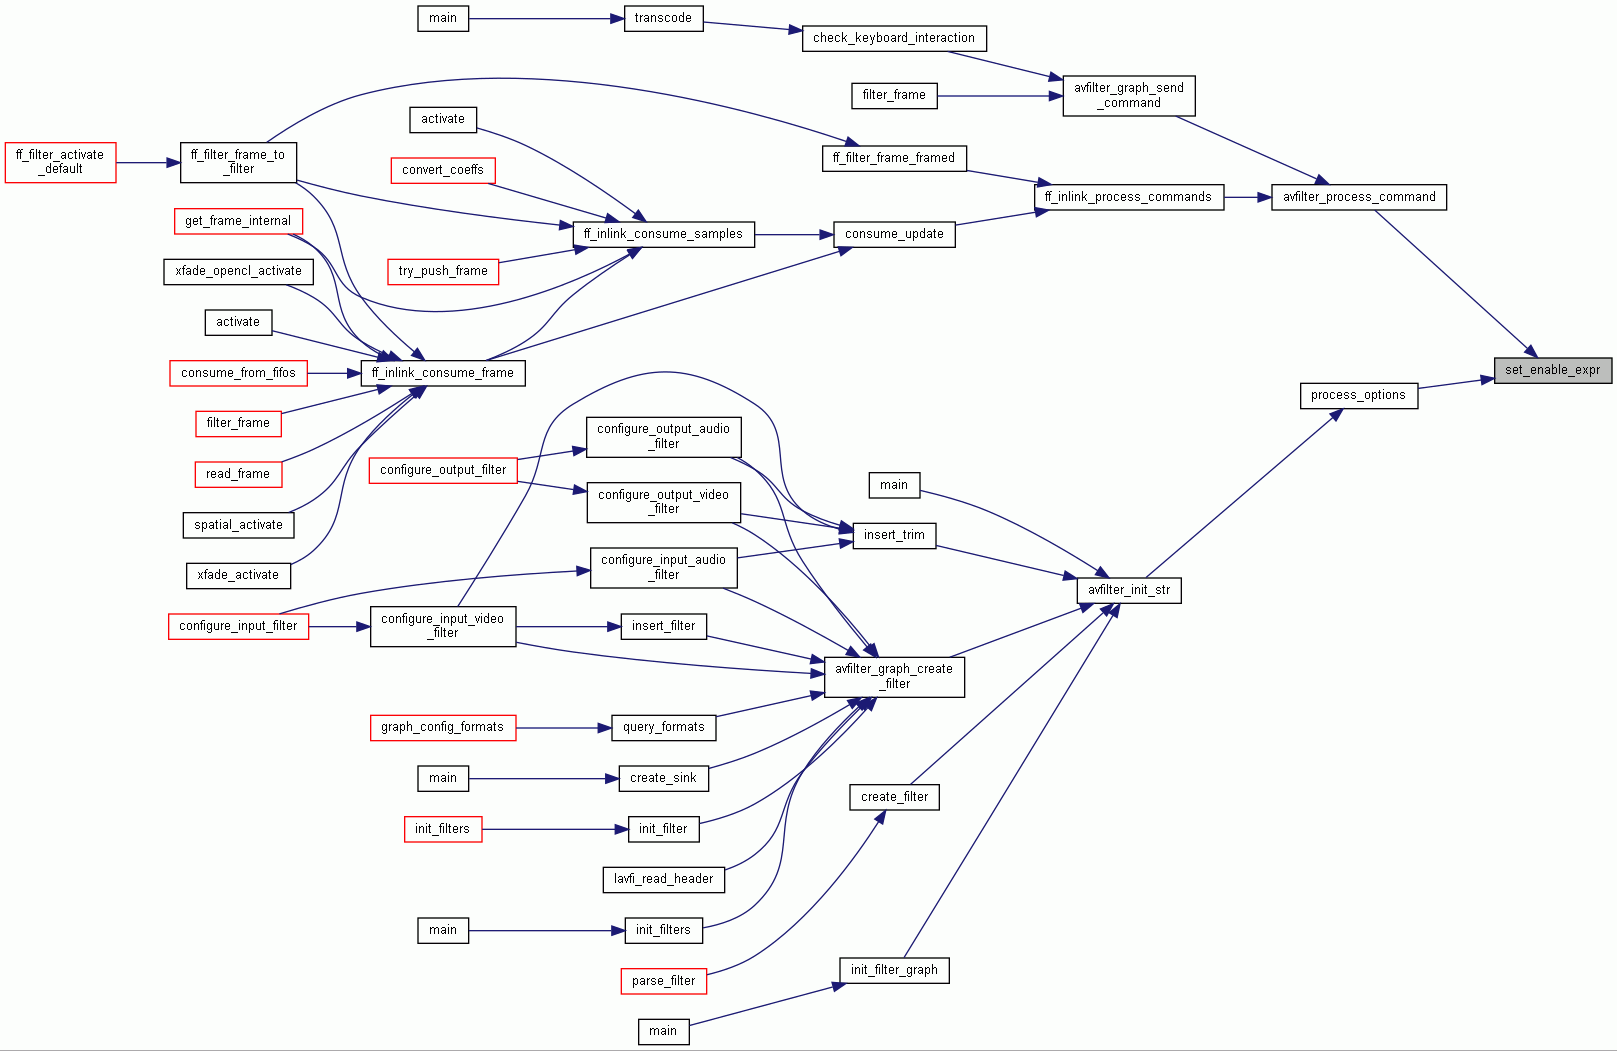 main
transcode
check_keyboard_interaction
avfilter_graph_send
_command
filter_frame
activate
ff_filter_activate
_default
ff_filter_frame_to
_filter
convert_coeffs
ff_filter_frame_framed
ff_inlink_process_commands
avfilter_process_command
get_frame_internal
ff_inlink_consume_samples
consume_update
xfade_opencl_activate
try_push_frame
activate
consume_from_fifos
ff_inlink_consume_frame
set_enable_expr
process_options
filter_frame
configure_output_audio
_filter
read_frame
configure_output_filter
main
configure_output_video
_filter
spatial_activate
insert_trim
xfade_activate
configure_input_audio
_filter
avfilter_init_str
configure_input_filter
configure_input_video
_filter
insert_filter
avfilter_graph_create
_filter
graph_config_formats
query_formats
main
create_sink
create_filter
init_filters
init_filter
lavfi_read_header
main
init_filters
parse_filter
init_filter_graph
main